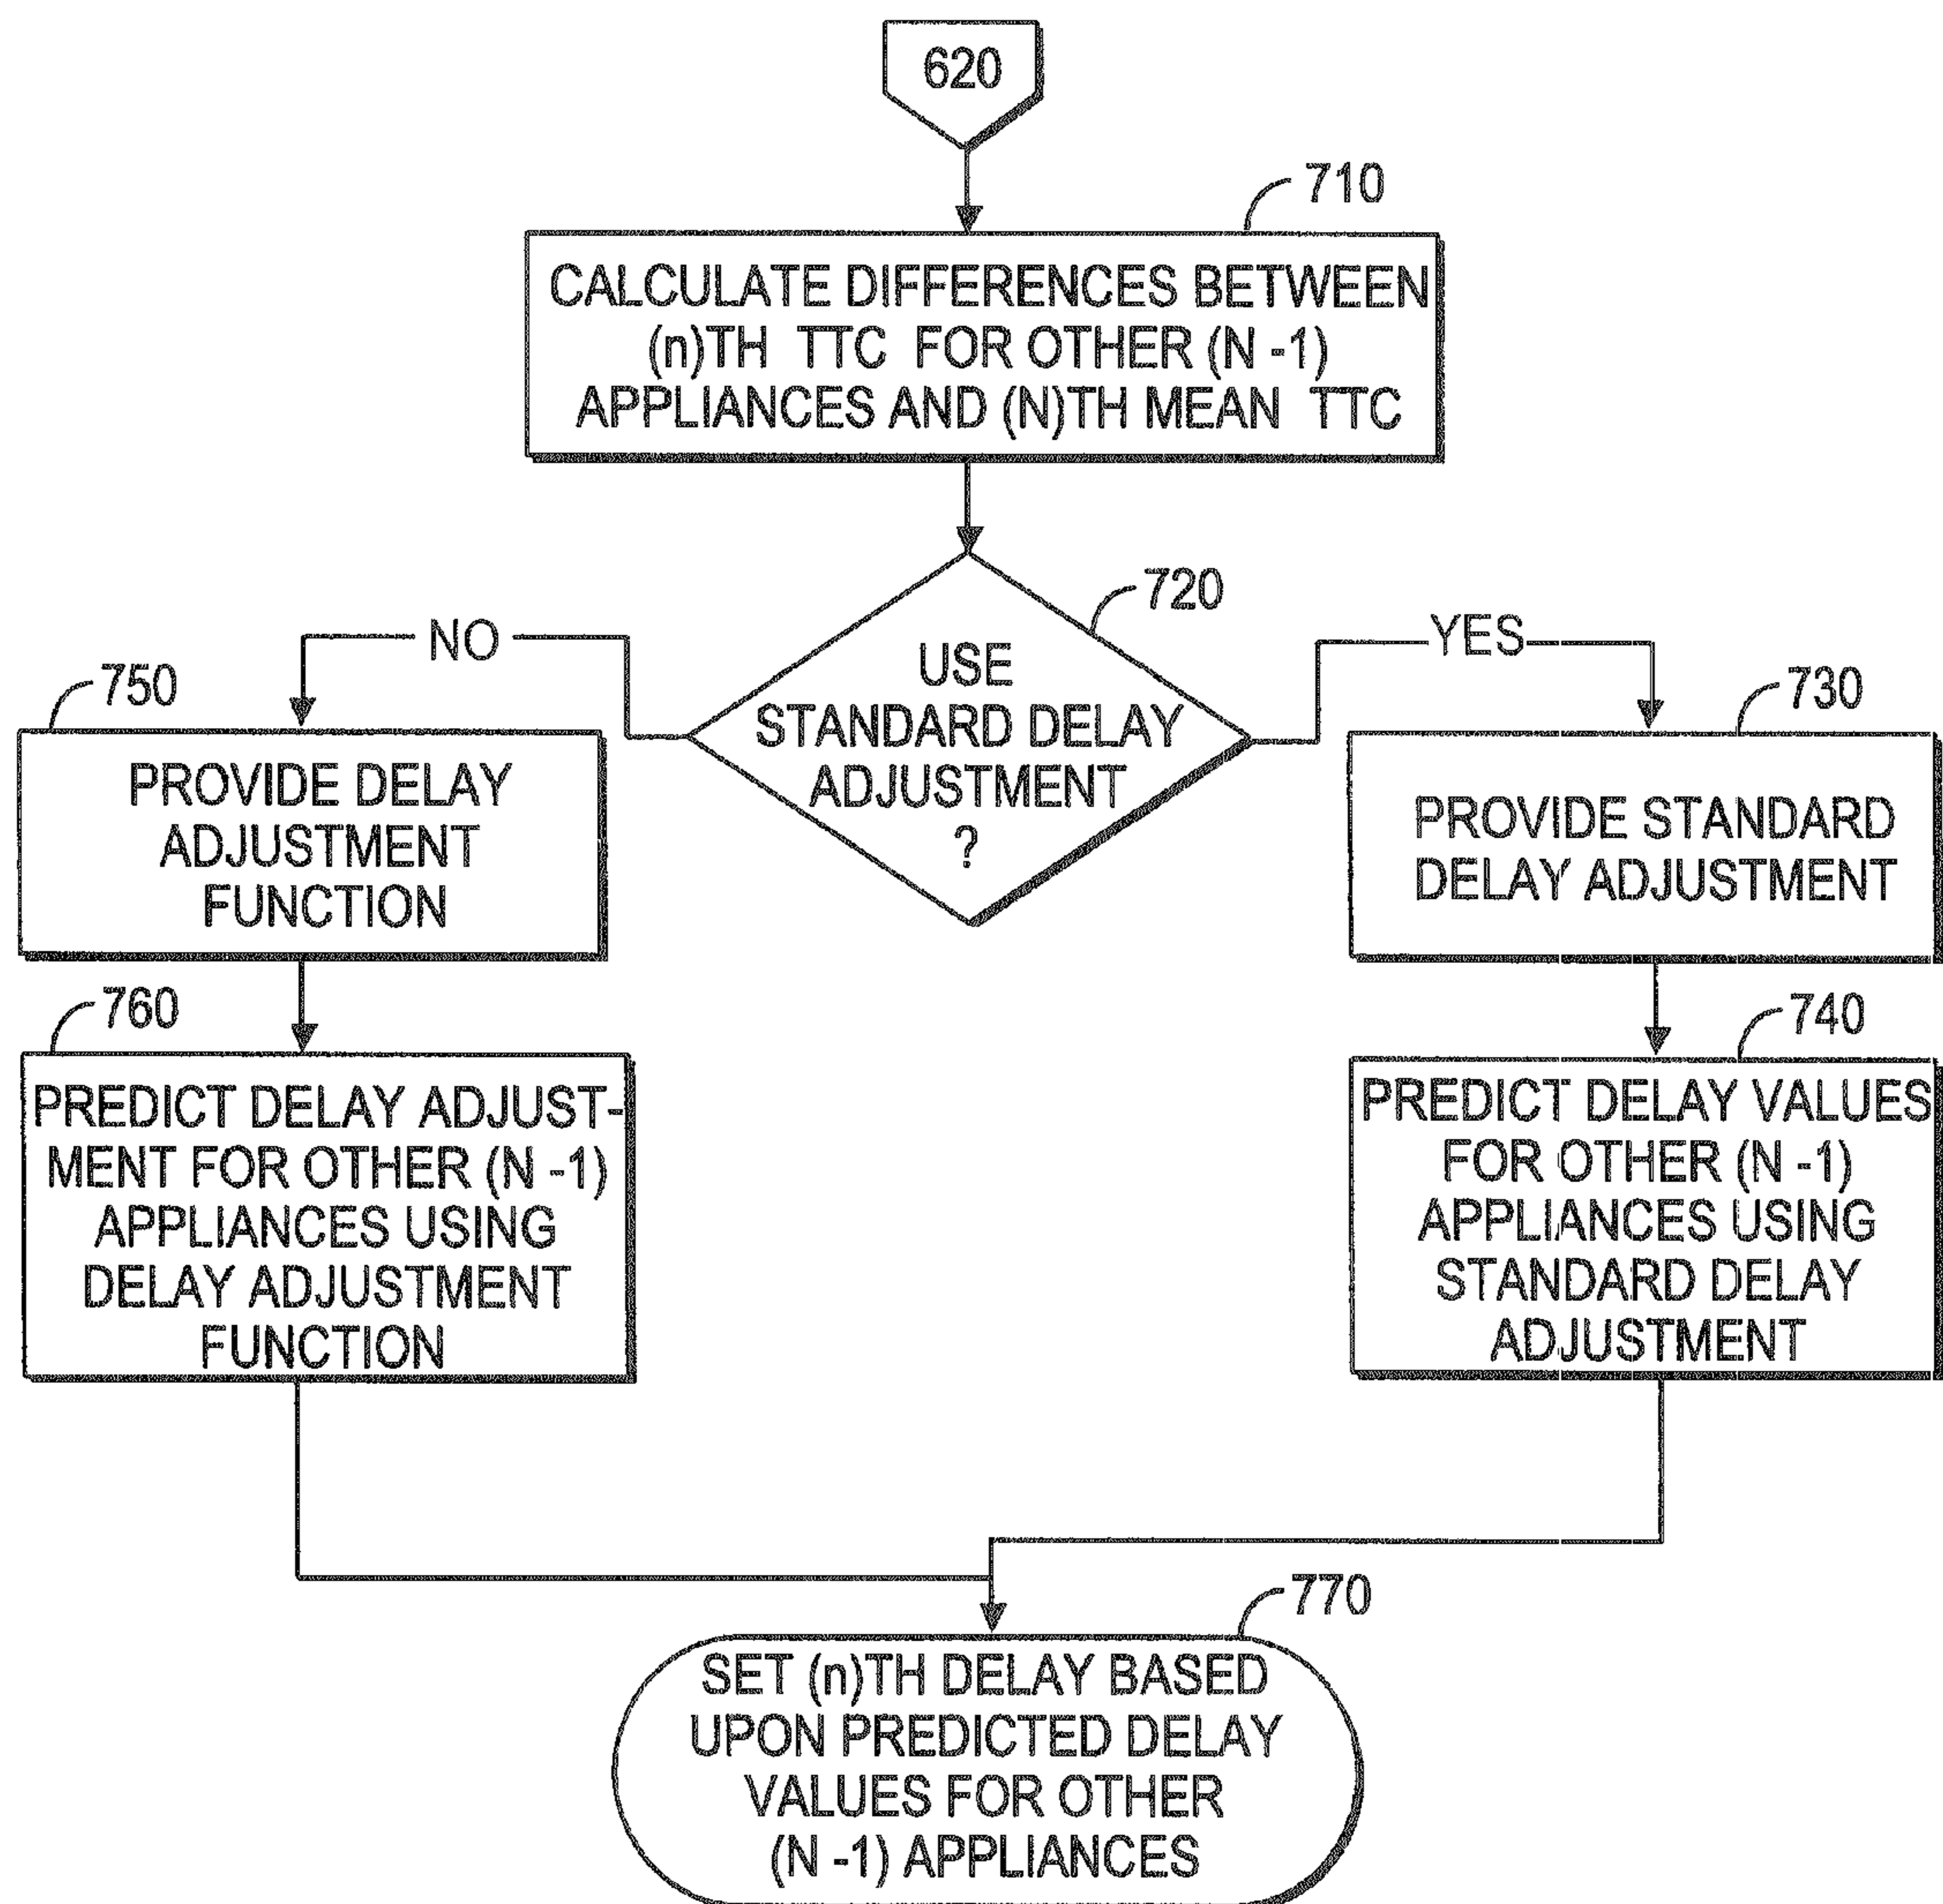 620
710
CALCULATE DIFFERENCES BETWEEN
(n)TH TTC FOR OTHER (N -1)
APPLIANCES AND (N)TH MEAN TTC
720
USE
STANDARD DELAY
ADJUSTMENT
?
NO
YES
750
PROVIDE DELAY
ADJUSTMENT
FUNCTION
730
PROVIDE STANDARD
DELAY ADJUSTMENT
760
PREDICT DELAY ADJUST-
MENT FOR OTHER (N -1)
APPLIANCES USING
DELAY ADJUSTMENT
FUNCTION
740
PREDICT DELAY VALUES
FOR OTHER (N -1)
APPLIANCES USING
STANDARD DELAY
ADJUSTMENT
770
SET (n)TH DELAY BASED
UPON PREDICTED DELAY
VALUES FOR OTHER
(N -1) APPLIANCES